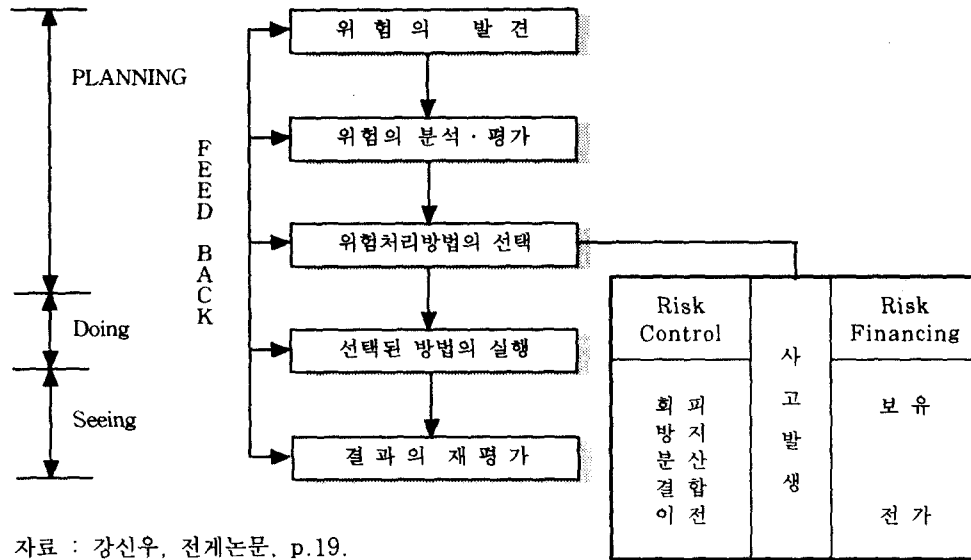 위 험 의 발 견
PLANNING
위험의 분석 · 평가
FEED BACK
위험처리방법의 선택
Doing
선택된 방법의 실행
Seeing
결 과 의 재 평 가
Risk Control
사고발생
Risk Financing
회 피
방 지
분 산
결 합
이 전
보 유
전 가
자료 : 강신우, 전게논문, p.19.